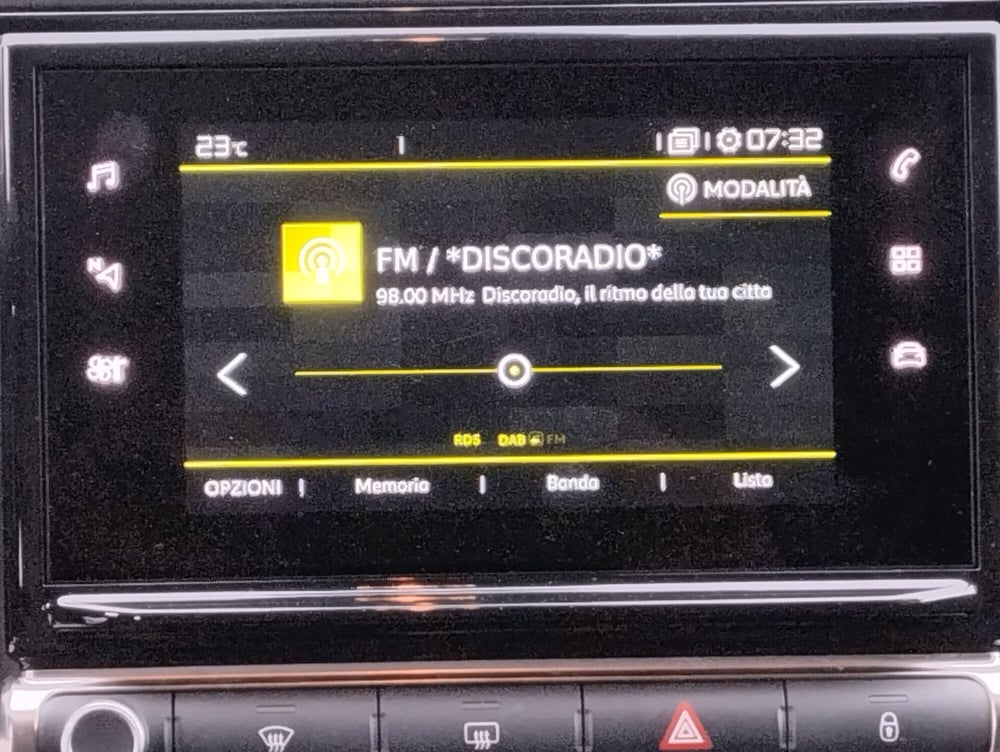 23°C 07:32
MODALITÀ
FM / *DISCORADIO*
98.00 MHz Discoradio, il ritmo della tua citta
RDS DAB FM
OPZIONI | Memoria | Banda | Lista
N